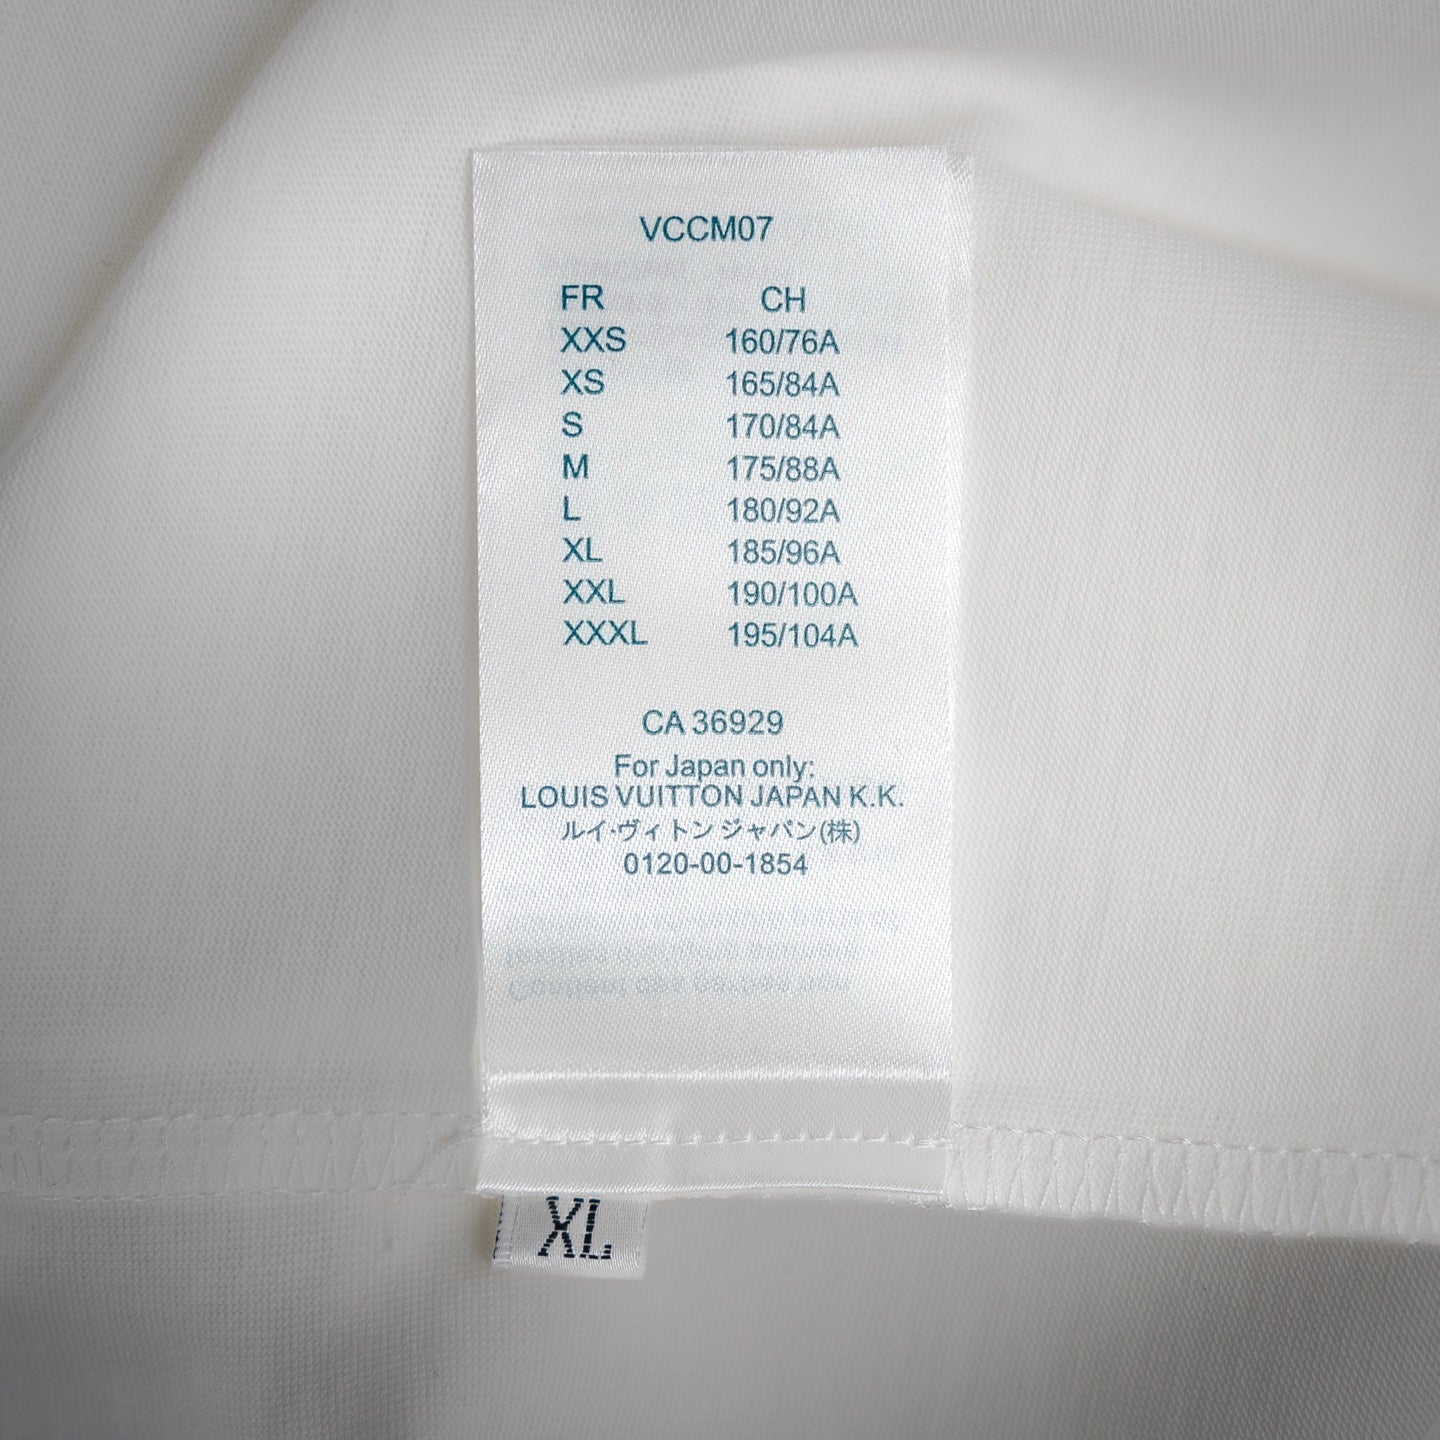 VCCM07
FR CH
XXS 160/76A
XS 165/84A
S 170/84A
M 175/88A
L 180/92A
XL 185/96A
XXL 190/100A
XXXL 195/104A
CA 36929
For Japan only:
LOUIS VUITTON JAPAN K.K.
ルイ·ヴィトン ジャパン(株)
0120-00-1854
XL